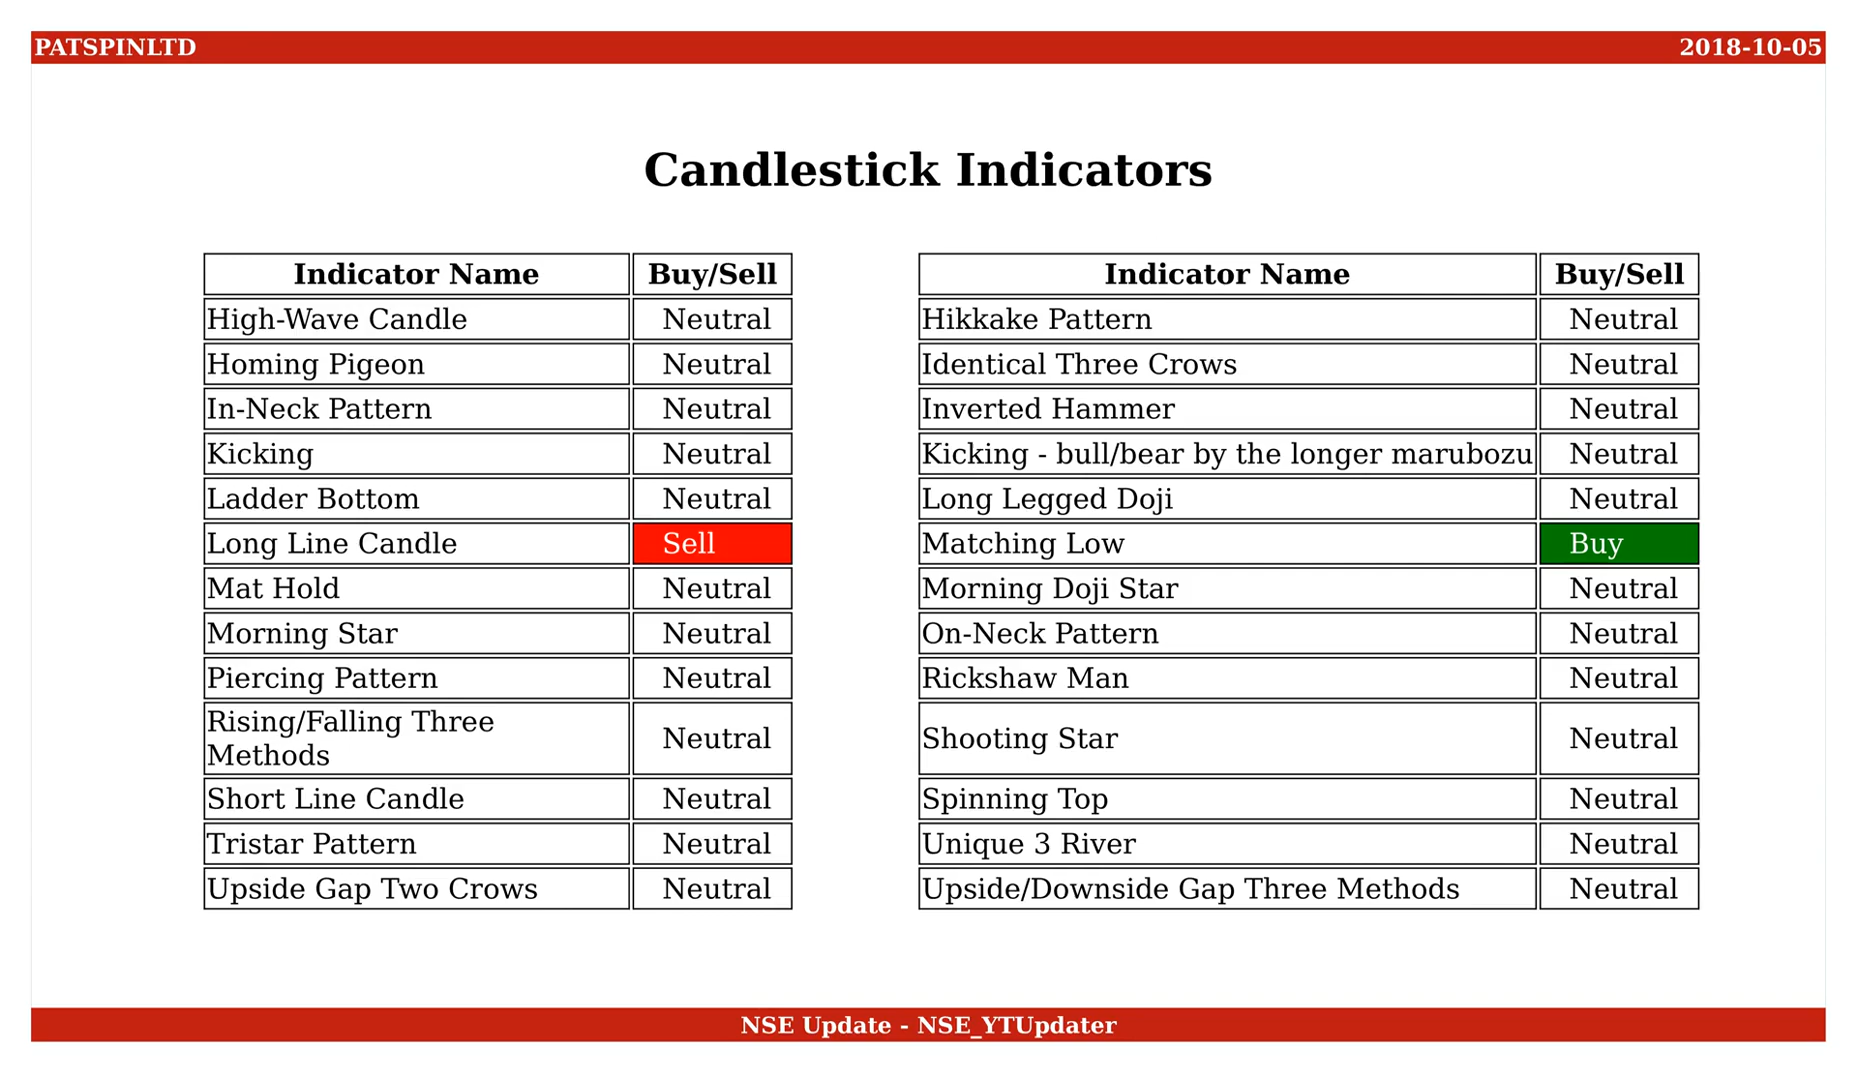 PATSPINLTD 2018-10-05
Candlestick Indicators
Indicator Name Buy/Sell
High-Wave Candle Neutral
Homing Pigeon Neutral
In-Neck Pattern Neutral
Kicking Neutral
Ladder Bottom Neutral
Long Line Candle Sell
Mat Hold Neutral
Morning Star Neutral
Piercing Pattern Neutral
Rising/Falling Three
Methods Neutral
Short Line Candle Neutral
Tristar Pattern Neutral
Upside Gap Two Crows Neutral
Indicator Name Buy/Sell
Hikkake Pattern Neutral
Identical Three Crows Neutral
Inverted Hammer Neutral
Kicking - bull/bear by the longer marubozu Neutral
Long Legged Doji Neutral
Matching Low Buy
Morning Doji Star Neutral
On-Neck Pattern Neutral
Rickshaw Man Neutral
Shooting Star Neutral
Spinning Top Neutral
Unique 3 River Neutral
Upside/Downside Gap Three Methods Neutral
NSE Update - NSE_YTUpdater